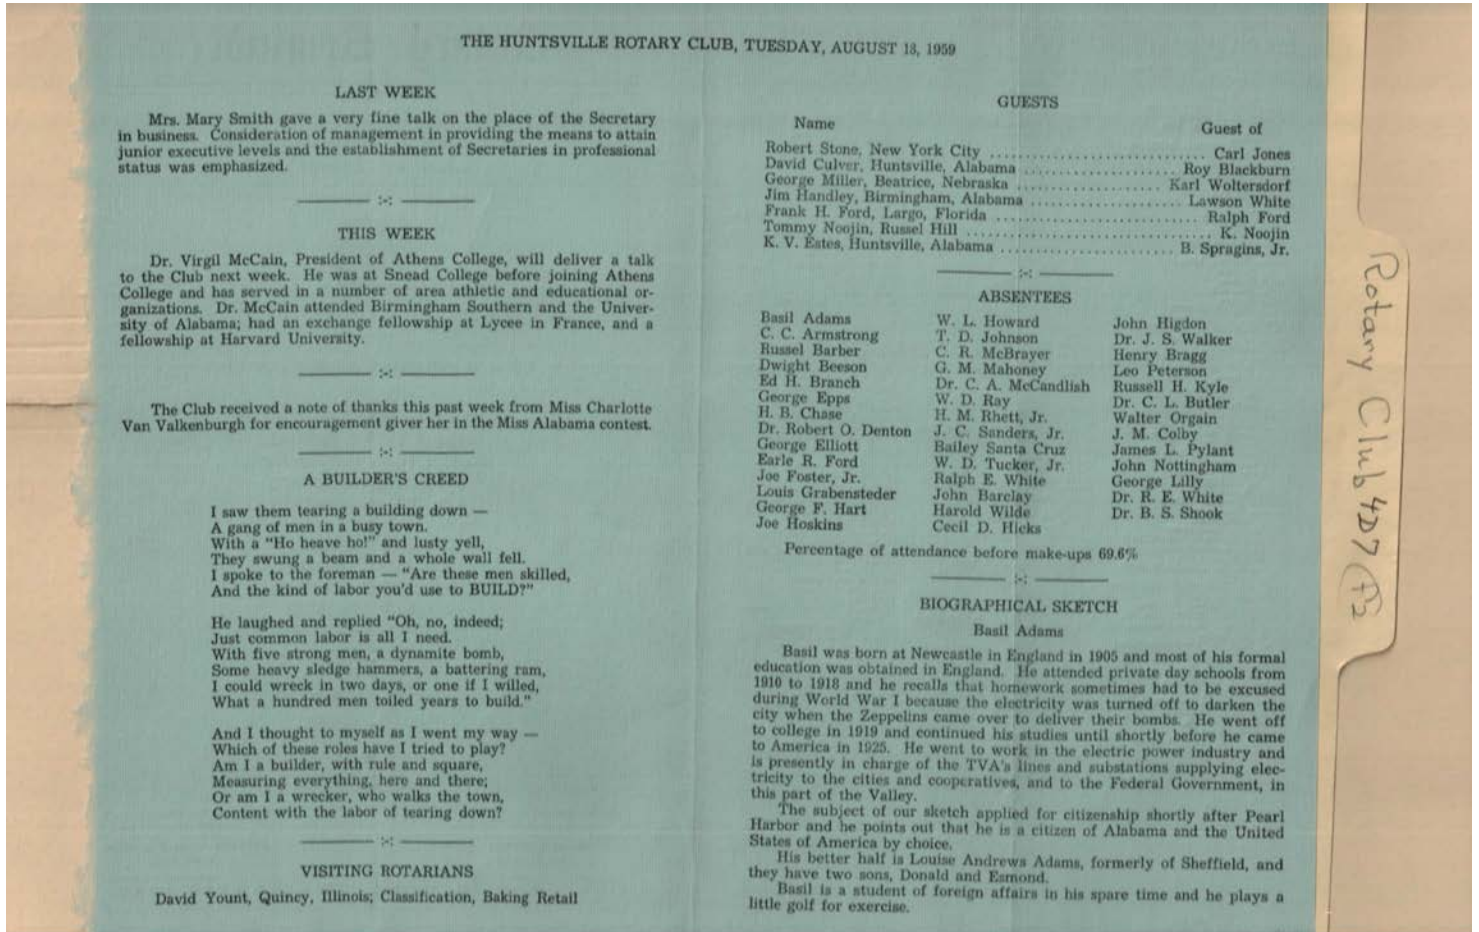 THE HUNTSVILLE ROTARY CLUB, TUESDAY, AUGUST 18, 1959
LAST WEEK
Mrs. Mary Smith gave a very fine talk on the place of the Secretary
in business. Consideration of management in providing the means to attain
junior executive levels and the establishment of Secretaries in professional
status was emphasized.
THIS WEEK
Dr. Virgil McCain, President of Athens College, will deliver a talk
to the Club next week. He was at Snead College before joining Athens
College and has served in a number of area athletic and educational or-
ganizations. Dr. McCain attended Birmingham Southern and the Univer-
sity of Alabama; had an exchange fellowship at Lycee in France, and a
fellowship at Harvard University.
The Club received a note of thanks this past week from Miss Charlotte
Van Valkenburgh for encouragement giver her in the Miss Alabama contest.
A BUILDER'S CREED
I saw them tearing a building down —
A gang of men in a busy town.
With a "Ho heave ho!" and lusty yell,
They swung a beam and a whole wall fell.
I spoke to the foreman — "Are these men skilled,
And the kind of labor you'd use to BUILD?"
He laughed and replied "Oh, no, indeed;
Just common labor is all I need.
With five strong men, a dynamite bomb,
Some heavy sledge hammers, a battering ram,
I could wreck in two days, or one if I willed,
What a hundred men toiled years to build."
And I thought to myself as I went my way —
Which of these roles have I tried to play?
Am I a builder, with rule and square,
Measuring everything, here and there;
Or am I a wrecker, who walks the town,
Content with the labor of tearing down?
VISITING ROTARIANS
David Yount, Quincy, Illinois; Classification, Baking Retail
GUESTS
Name Guest of
Robert Stone, New York City .......................... Carl Jones
David Culver, Huntsville, Alabama ...................... Roy Blackburn
George Miller, Beatrice, Nebraska ................... Karl Woltersdorf
Jim Handley, Birmingham, Alabama ................... Lawson White
Frank H. Ford, Largo, Florida .......................... Ralph Ford
Tommy Noojin, Russel Hill .............................. K. Noojin
K. V. Estes, Huntsville, Alabama ...................... B. Spragins, Jr.
ABSENTEES
Basil Adams W. L. Howard John Higdon
C. C. Armstrong T. D. Johnson Dr. J. S. Walker
Russel Barber C. R. McBrayer Henry Bragg
Dwight Beeson G. M. Mahoney Leo Peterson
Ed H. Branch Dr. C. A. McCandlish Russell H. Kyle
George Epps W. D. Ray Dr. C. L. Butler
H. B. Chase H. M. Rhett, Jr. Walter Orgain
Dr. Robert O. Denton J. C. Sanders, Jr. J. M. Colby
George Elliott Bailey Santa Cruz James L. Pylant
Earle R. Ford W. D. Tucker, Jr. John Nottingham
Joe Foster, Jr. Ralph E. White George Lilly
Louis Grabensteder John Barclay Dr. R. E. White
George F. Hart Harold Wilde Dr. B. S. Shook
Joe Hoskins Cecil D. Hicks
Percentage of attendance before make-ups 69.6%
BIOGRAPHICAL SKETCH
Basil Adams
Basil was born at Newcastle in England in 1905 and most of his formal
education was obtained in England. He attended private day schools from
1910 to 1918 and he recalls that homework sometimes had to be excused
during World War I because the electricity was turned off to darken the
city when the Zeppelins came over to deliver their bombs. He went off
to college in 1919 and continued his studies until shortly before he came
to America in 1925. He went to work in the electric power industry and
is presently in charge of the TVA's lines and substations supplying elec-
tricity to the cities and cooperatives, and to the Federal Government, in
this part of the Valley.
The subject of our sketch applied for citizenship shortly after Pearl
Harbor and he points out that he is a citizen of Alabama and the United
States of America by choice.
His better half is Louise Andrews Adams, formerly of Sheffield, and
they have two sons, Donald and Esmond.
Basil is a student of foreign affairs in his spare time and he plays a
little golf for exercise.
Rotary Club 4D7